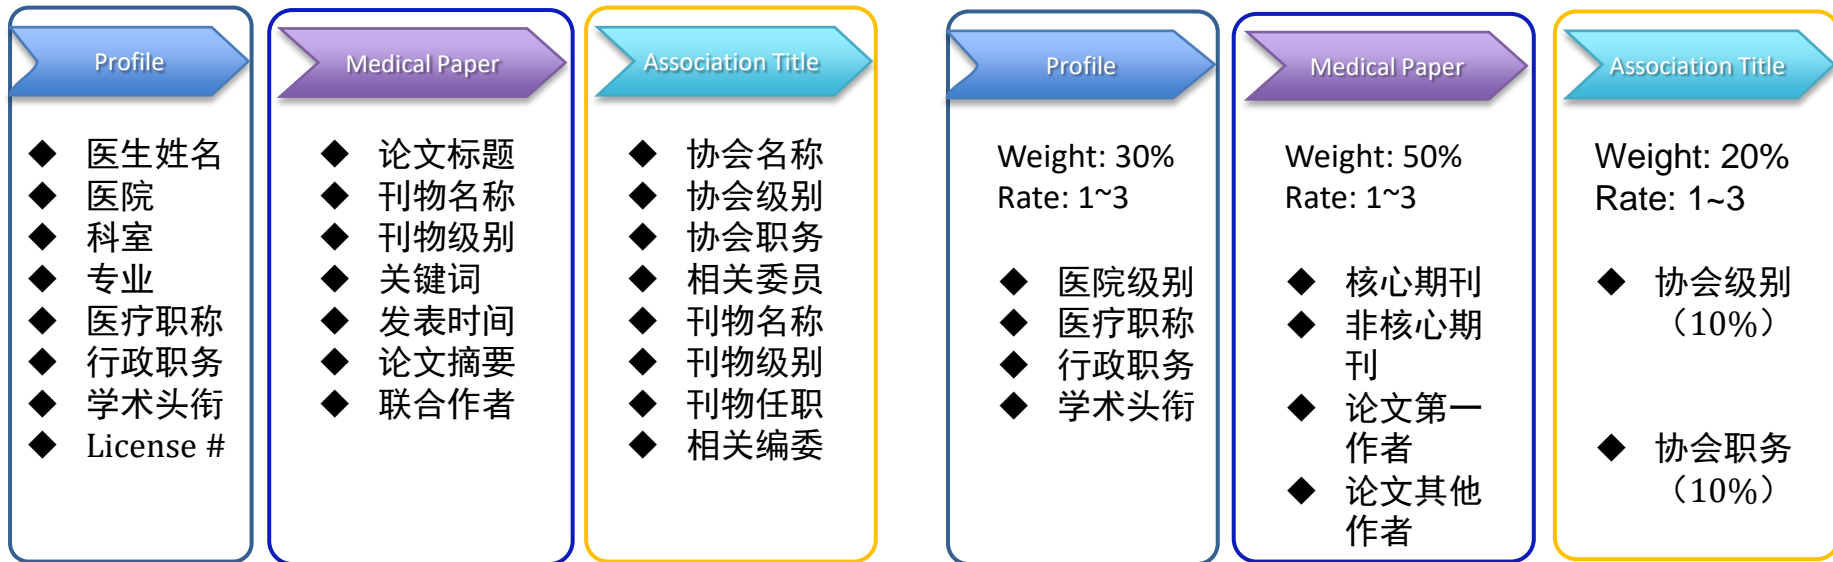 Profile
医生姓名
医院
科室
专业
医疗职称
行政职务
学术头衔
License #
Medical Paper
论文标题
刊物名称
刊物级别
关键词
发表时间
论文摘要
联合作者
Association Title
协会名称
协会级别
协会职务
相关委员
刊物名称
刊物级别
刊物任职
相关编委
Profile
Weight: 30%
Rate: 1~3
医院级别
医疗职称
行政职务
学术头衔
Medical Paper
Weight: 50%
Rate: 1~3
核心期刊
非核心期
刊
论文第一
作者
论文其他
作者
Association Title
Weight: 20%
Rate: 1~3
协会级别
（10%）
协会职务
（10%）